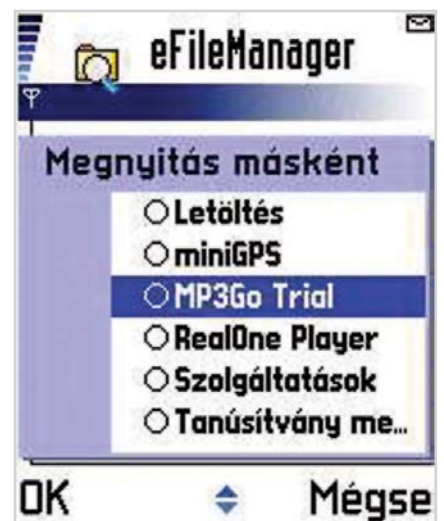 eFileManager
Megnyitás másként
Letöltés
miniGPS
MP3Go Trial
RealOne Player
Szolgáltatások
Tanúsítvány me...
OK
Mégse